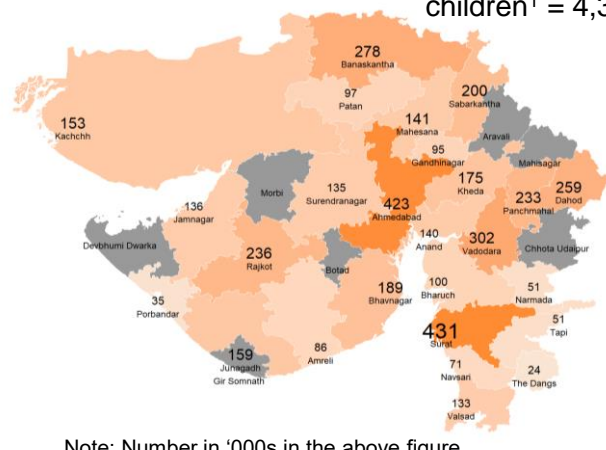 children¹ = 4,3
278
Banaskantha
97
Patan
200
Sabarkantha
153
Kachchh
141
Mahesana
Aravali
95
Gandhinagar
Mahisagar
175
Kheda
259
Dahod
233
Panchmahal
Morbi
135
Surendranagar
136
Jamnagar
423
Ahmedabad
Devbhumi Dwarka
140
Anand
302
Vadodara
Chhota Udaipur
236
Rajkot
Botad
189
Bhavnagar
100
Bharuch
51
Narmada
35
Porbandar
431
Surat
51
Tapi
159
Junagadh
Gir Somnath
86
Amreli
71
Navsari
24
The Dangs
133
Valsad
Note: Number in ‘000s in the above figure